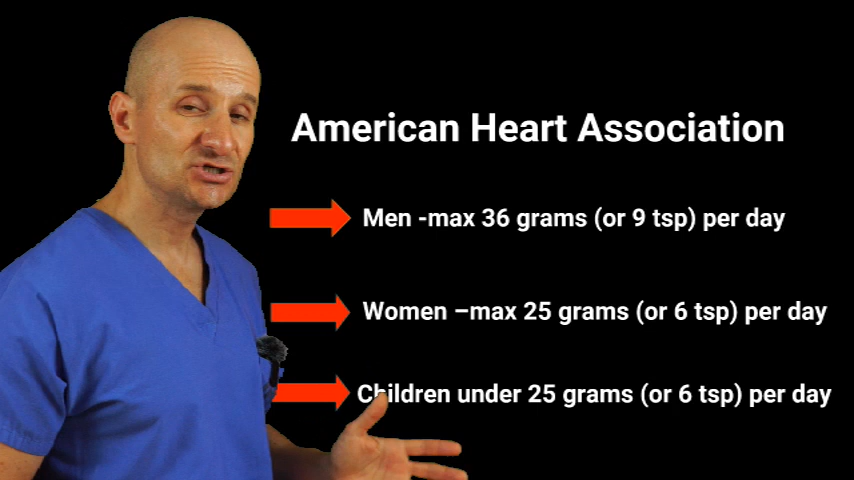 American Heart Association
Men -max 36 grams (or 9 tsp) per day
Women –max 25 grams (or 6 tsp) per day
Children under 25 grams (or 6 tsp) per day